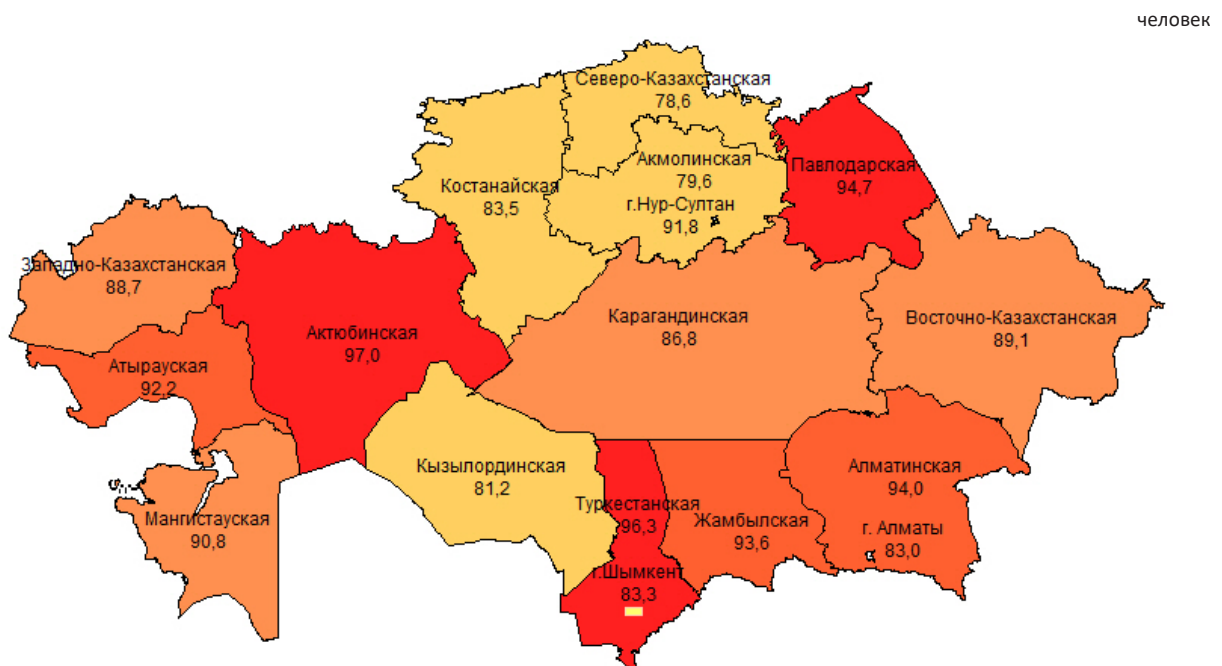 человек
Северо-Казахстанская
78,6
Акмолинская
79,6
г.Нур-Султан
91,8
Павлодарская
94,7
Костанайская
83,5
Западно-Казахстанская
88,7
Актюбинская
97,0
Карагандинская
86,8
Восточно-Казахстанская
89,1
Атырауская
92,2
Кызылординская
81,2
Алматинская
94,0
Туркестанская
96,3
Жамбылская
93,6
г. Алматы
83,0
Мангистауская
90,8
г.Шымкент
83,3